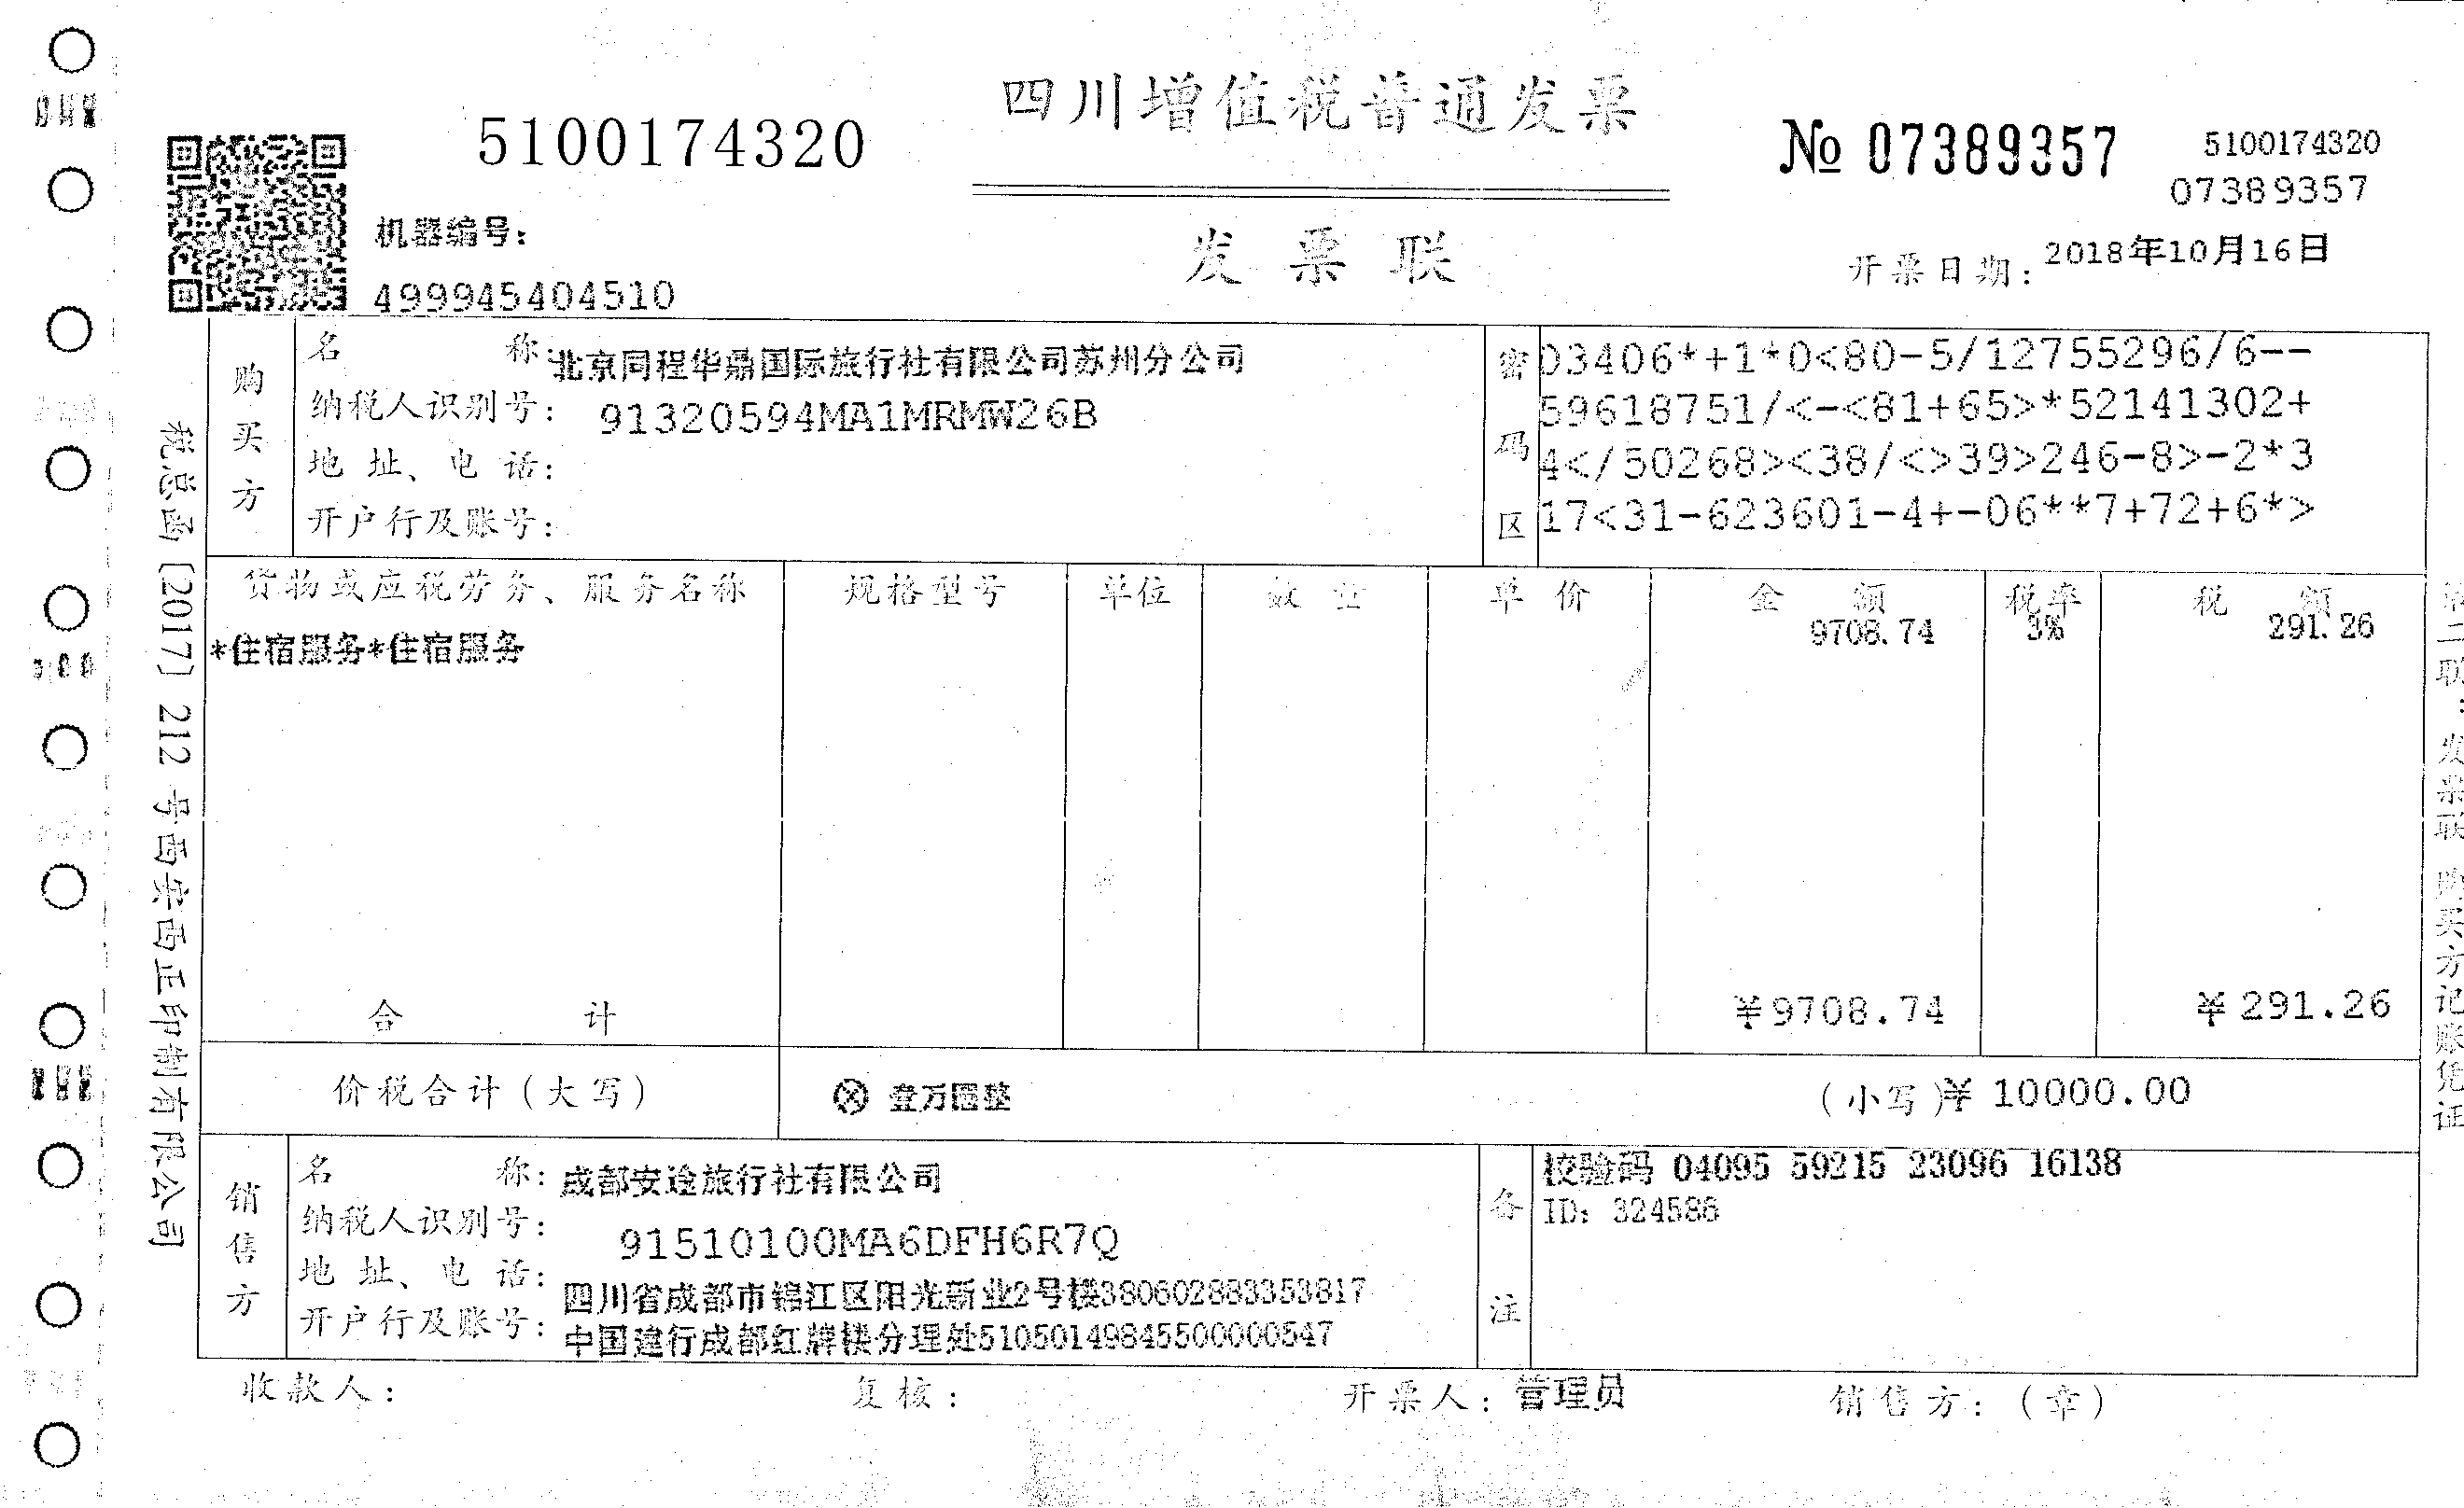 四川增值税普通发票
5100174320
№ 07389357
5100174320
07389357
机器编号:
499945404510
发票联
开票日期: 2018年10月16日
购买方
名称: 北京同程华鼎国际旅行社有限公司苏州分公司
纳税人识别号: 91320594MA1MRMW26B
地址、电话:
开户行及账号:
密码区
03406*+1*0<80-5/12755296/6--
59618751/<-<81+65>*52141302+
4</50268><38/<>39>246-8>-2*3
17<31-623601-4+-06**7+72+6*>
货物或应税劳务、服务名称 规格型号 单位 数量 单价 金额 税率 税额
*住宿服务*住宿服务 9708.74 3% 291.26
合计 ¥9708.74 ¥291.26
价税合计(大写) ⊗ 壹万圆整 (小写)¥ 10000.00
销售方
名称: 成都安途旅行社有限公司
纳税人识别号: 91510100MA6DFH6R7Q
地址、电话: 四川省成都市锦江区阳光新业2号楼380602883353817
开户行及账号: 中国建行成都红牌楼分理处51050149845500000547
备注
校验码 04095 59215 23096 16138
ID: 324586
收款人: 复核: 开票人: 管理员 销售方:(章)
税总函〔2017〕212号西安西正印制有限公司
第二联:发票联 购买方记账凭证